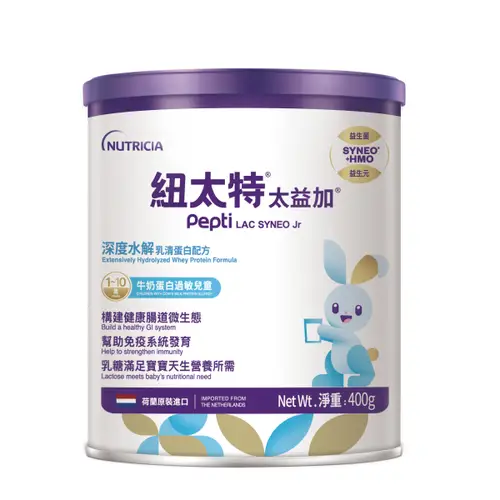 NUTRICIA
益生菌
SYNEO®
+HMO
益生元
紐太特® 太益加®
Pepti LAC SYNEO Jr
深度水解 乳清蛋白配方
Extensively Hydrolyzed Whey Protein Formula
1-10
歲
牛奶蛋白過敏兒童
構建健康腸道微生態
Build a healthy GI system
幫助免疫系統發育
Help to strengthen immunity
乳糖滿足寶寶天生營養所需
Lactose meets baby's nutritional need
荷蘭原裝進口
IMPORTED FROM
THE NETHERLANDS
Net Wt. 淨重: 400g